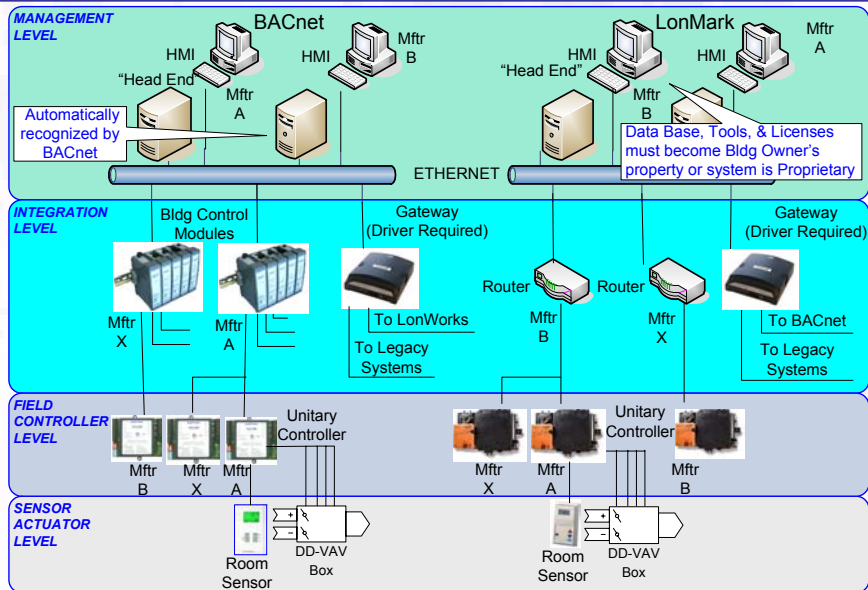 MANAGEMENT
LEVEL
BACnet
LonMark
HMI
"Head End
Mftr
A
HMI
Mftr
B
HMI
"Head End"
Mftr
B
HMI
Mftr
A
Automatically
recognized by
BACnet
Data Base, Tools, & Licenses
must become Bldg Owner's
property or system is Proprietary
ETHERNET
INTEGRATION
LEVEL
Bldg Control
Modules
Gateway
(Driver Required)
Gateway
(Driver Required)
Router
Router
Mftr
X
Mftr
A
To LonWorks
To Legacy
Systems
Mftr
B
Mftr
X
To BACnet
To Legacy
Systems
FIELD
CONTROLLER
LEVEL
Unitary
Controller
Unitary
Controller
Mftr
B
Mftr
X
Mftr
A
Mftr
X
Mftr
A
Mftr
B
SENSOR
ACTUATOR
LEVEL
+
−
Room
Sensor
DD-VAV
Box
+
−
Room
Sensor
DD-VAV
Box